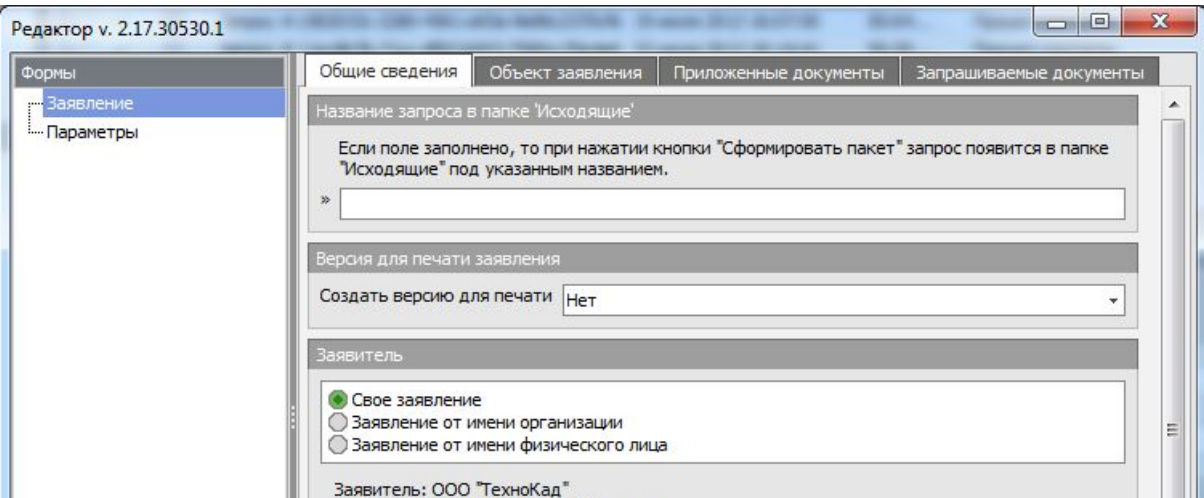 Редактор v. 2.17.30530.1
Формы
Заявление
Параметры
Общие сведения
Объект заявления
Приложенные документы
Запрашиваемые документы
Название запроса в папке 'Исходящие'
Если поле заполнено, то при нажатии кнопки "Сформировать пакет" запрос появится в папке
"Исходящие" под указанным названием.
»
Версия для печати заявления
Создать версию для печати Нет
Заявитель
Свое заявление
Заявление от имени организации
Заявление от имени физического лица
Заявитель: ООО "ТехноКад"